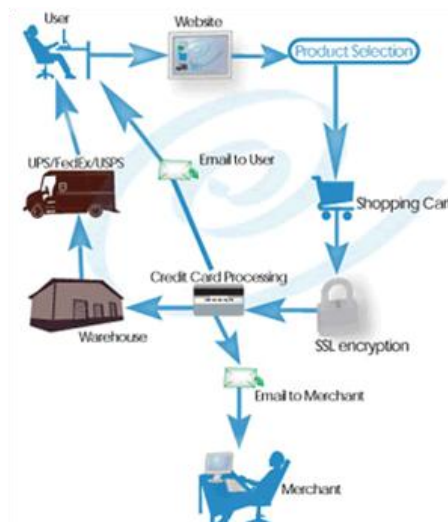 User
Website
Product Selection
UPS/FedEx/USPS
Email to User
Shopping Cart
Credit Card Processing
Warehouse
SSL encryption
Email to Merchant
Merchant